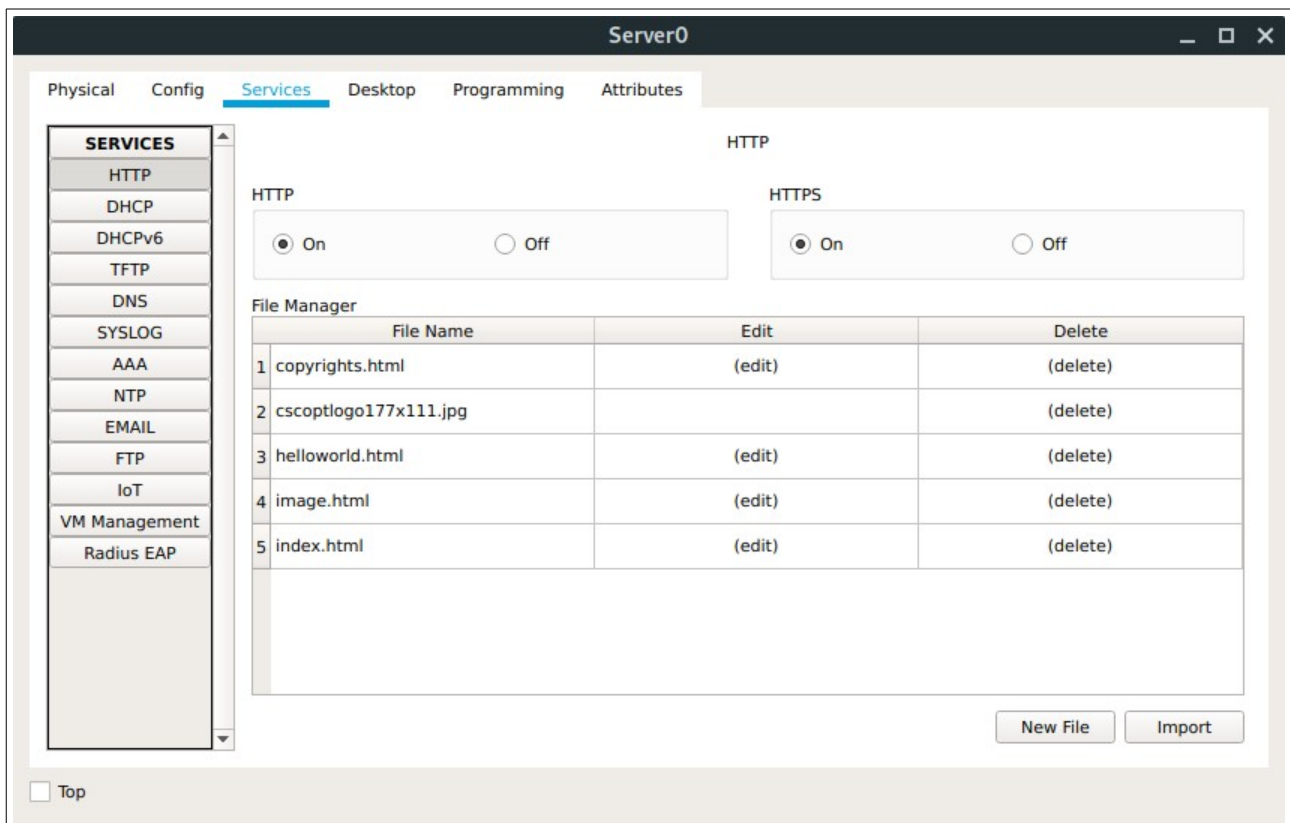 Server0
Physical Config Services Desktop Programming Attributes
SERVICES
HTTP
DHCP
DHCPv6
TFTP
DNS
SYSLOG
AAA
NTP
EMAIL
FTP
IoT
VM Management
Radius EAP
HTTP
HTTP HTTPS
On Off On Off
File Manager
File Name Edit Delete
1 copyrights.html (edit) (delete)
2 cscoptlogo177x111.jpg (delete)
3 helloworld.html (edit) (delete)
4 image.html (edit) (delete)
5 index.html (edit) (delete)
New File Import
Top